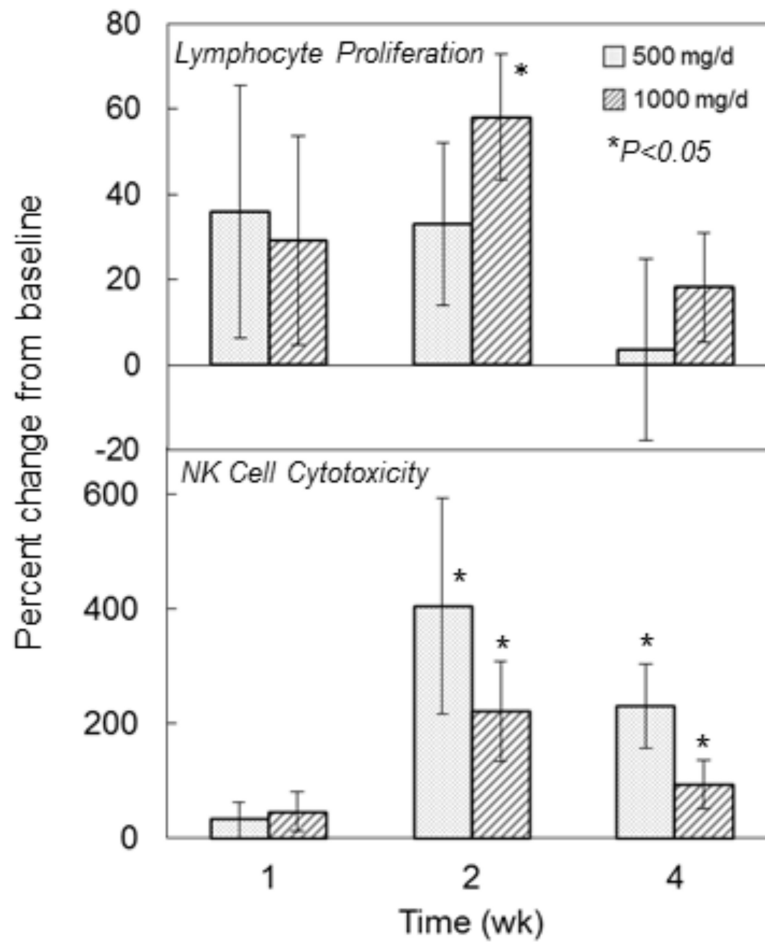 Percent change from baseline
80
60
40
20
0
-20
Lymphocyte Proliferation
*
500 mg/d
1000 mg/d
*P<0.05
NK Cell Cytotoxicity
600
400
200
0
*
*
*
*
1 2 4
Time (wk)